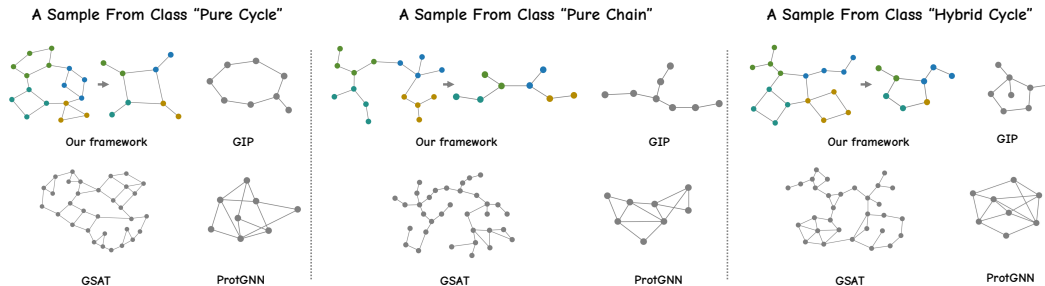 A Sample From Class “Pure Cycle”
A Sample From Class “Pure Chain”
A Sample From Class “Hybrid Cycle”
Our framework
GIP
Our framework
GIP
Our framework
GIP
GSAT
ProtGNN
GSAT
ProtGNN
GSAT
ProtGNN